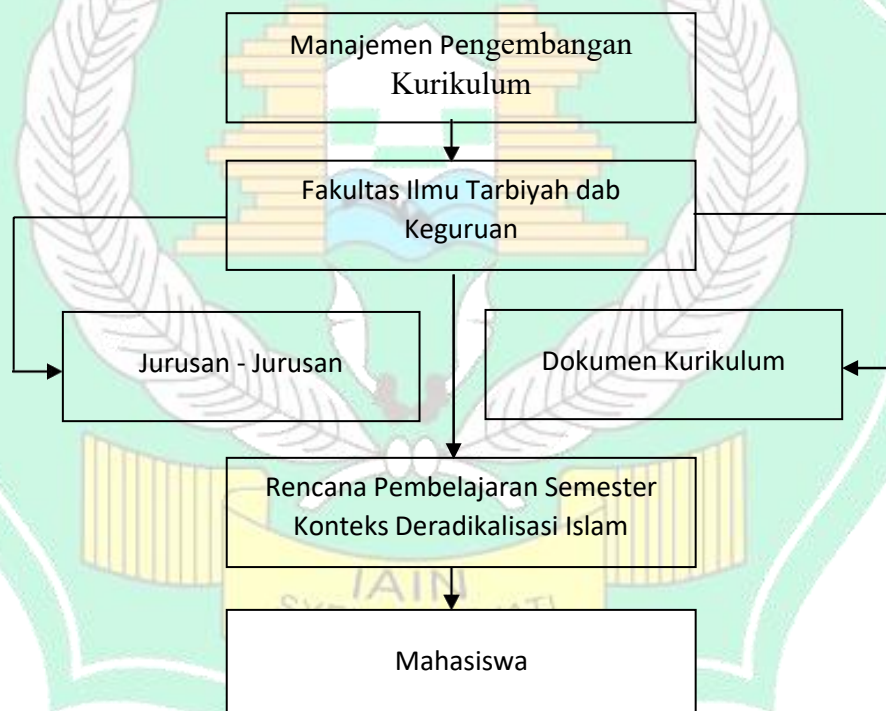 Manajemen Pengembangan
Kurikulum
Fakultas Ilmu Tarbiyah dab
Keguruan
Jurusan - Jurusan
Dokumen Kurikulum
Rencana Pembelajaran Semester
Konteks Deradikalisasi Islam
IAIN
Mahasiswa